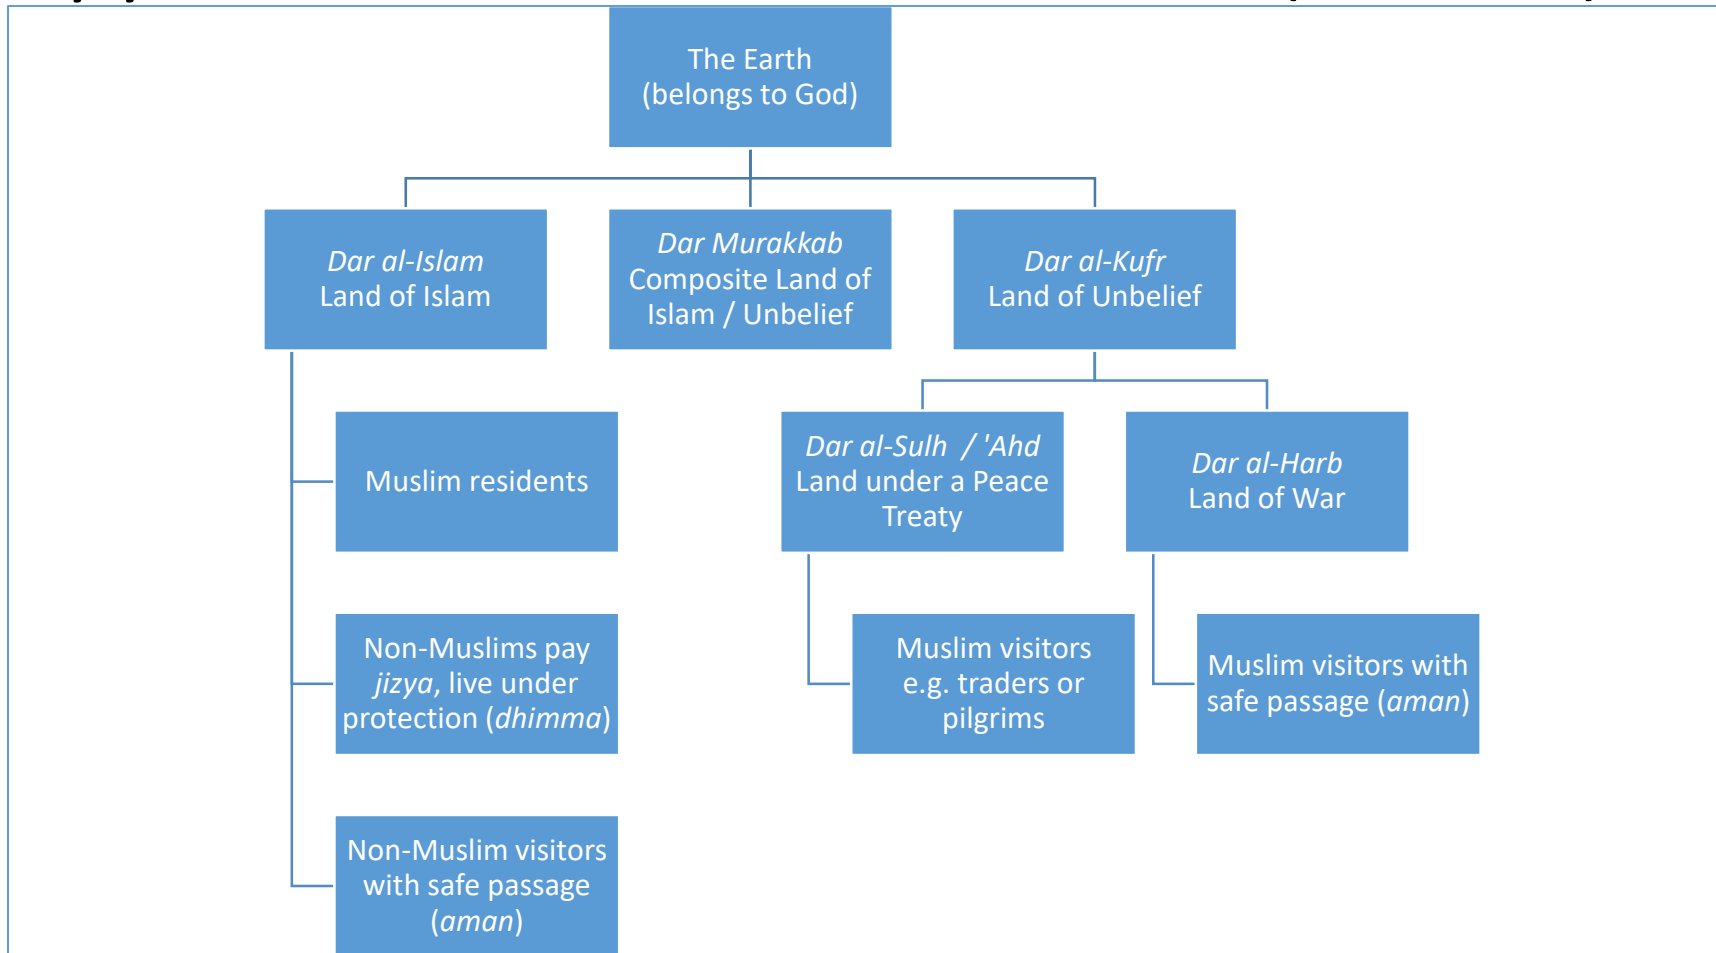 The Earth
(belongs to God)
Dar al-Islam
Land of Islam
Dar Murakkab
Composite Land of
Islam / Unbelief
Dar al-Kufr
Land of Unbelief
Muslim residents
Dar al-Sulh / 'Ahd
Land under a Peace
Treaty
Dar al-Harb
Land of War
Non-Muslims pay
jizya, live under
protection (dhimma)
Muslim visitors
e.g. traders or
pilgrims
Muslim visitors with
safe passage (aman)
Non-Muslim visitors
with safe passage
(aman)